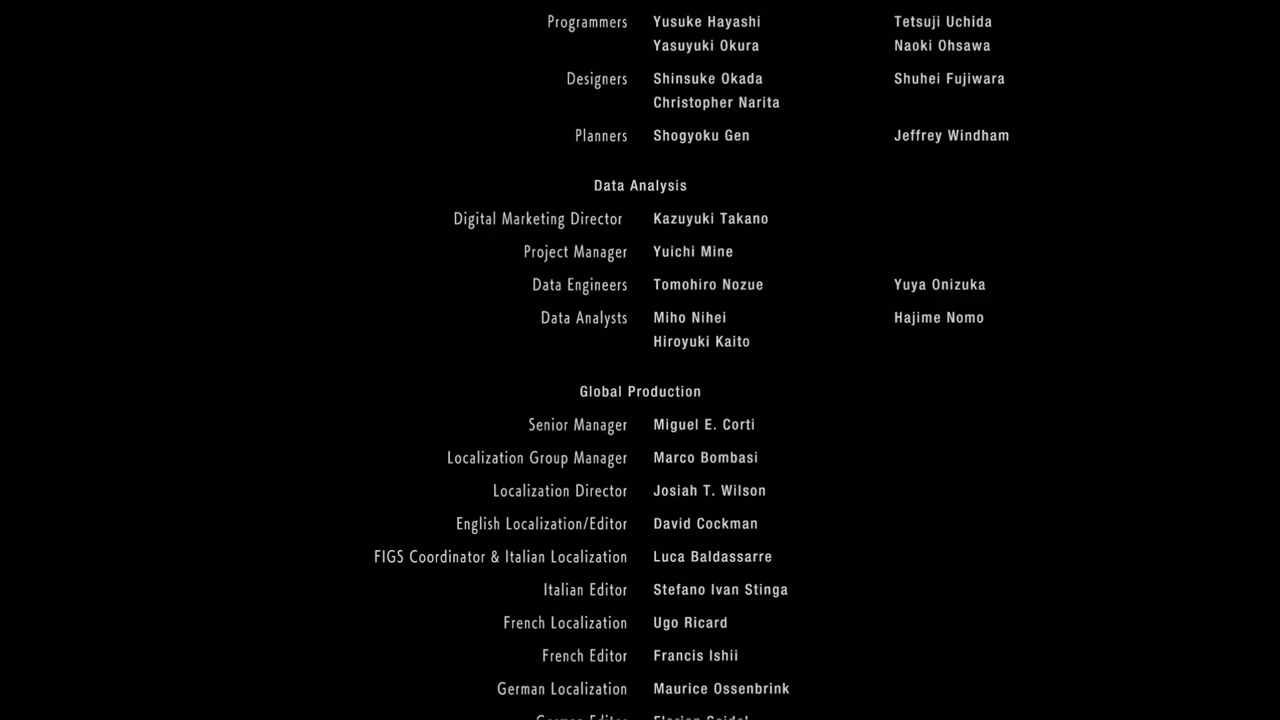 Programmers Yusuke Hayashi Tetsuji Uchida
Yasuyuki Okura Naoki Ohsawa
Designers Shinsuke Okada Shuhei Fujiwara
Christopher Narita
Planners Shogyoku Gen Jeffrey Windham
Data Analysis
Digital Marketing Director Kazuyuki Takano
Project Manager Yuichi Mine
Data Engineers Tomohiro Nozue Yuya Onizuka
Data Analysts Miho Nihei Hajime Nomo
Hiroyuki Kaito
Global Production
Senior Manager Miguel E. Corti
Localization Group Manager Marco Bombasi
Localization Director Josiah T. Wilson
English Localization/Editor David Cockman
FIGS Coordinator & Italian Localization Luca Baldassarre
Italian Editor Stefano Ivan Stinga
French Localization Ugo Ricard
French Editor Francis Ishii
German Localization Maurice Ossenbrink
German Editor Florian Seidel